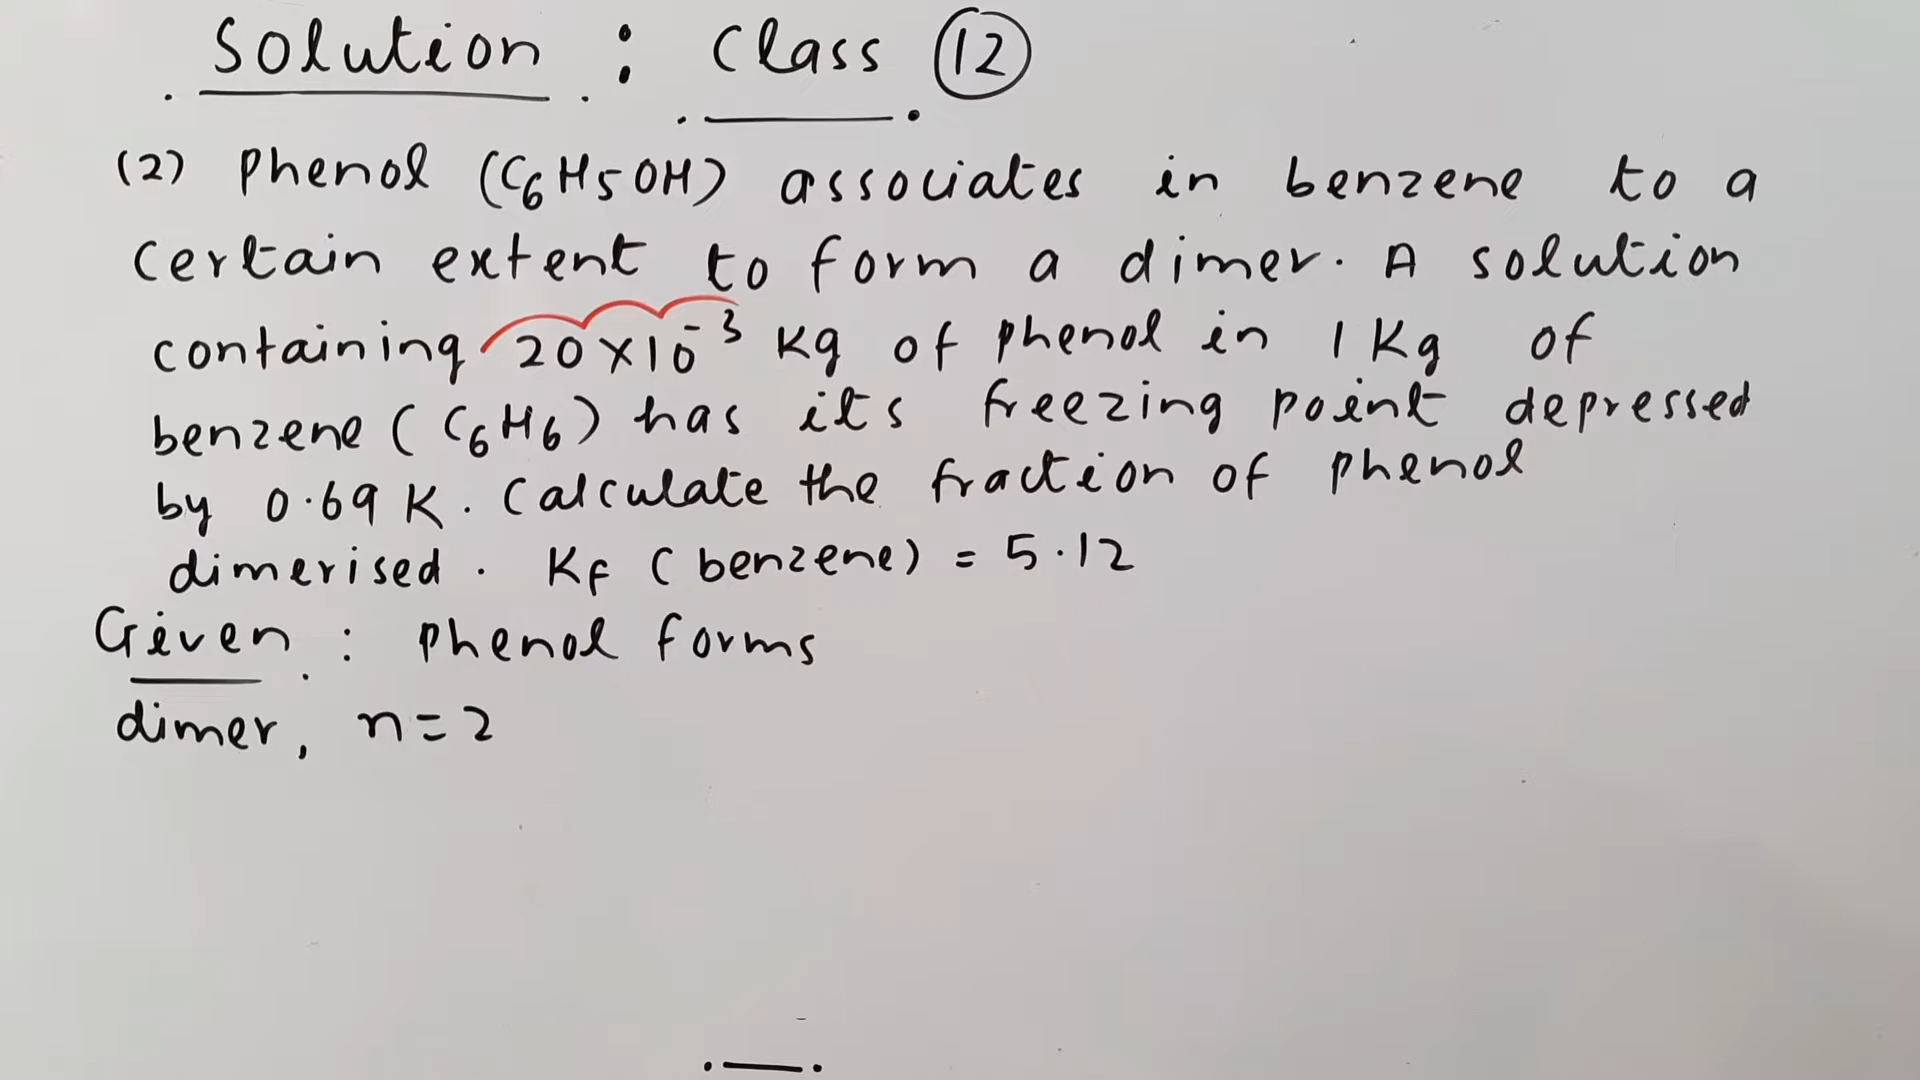 Solution : Class 12
(2) Phenol (C₆H₅OH) associates in benzene to a
certain extent to form a dimer. A solution
containing 20×10⁻³ Kg of phenol in 1 Kg of
benzene (C₆H₆) has its freezing point depressed
by 0.69 K. Calculate the fraction of phenol
dimerised. Kf (benzene) = 5.12
Given : Phenol forms
dimer, n=2